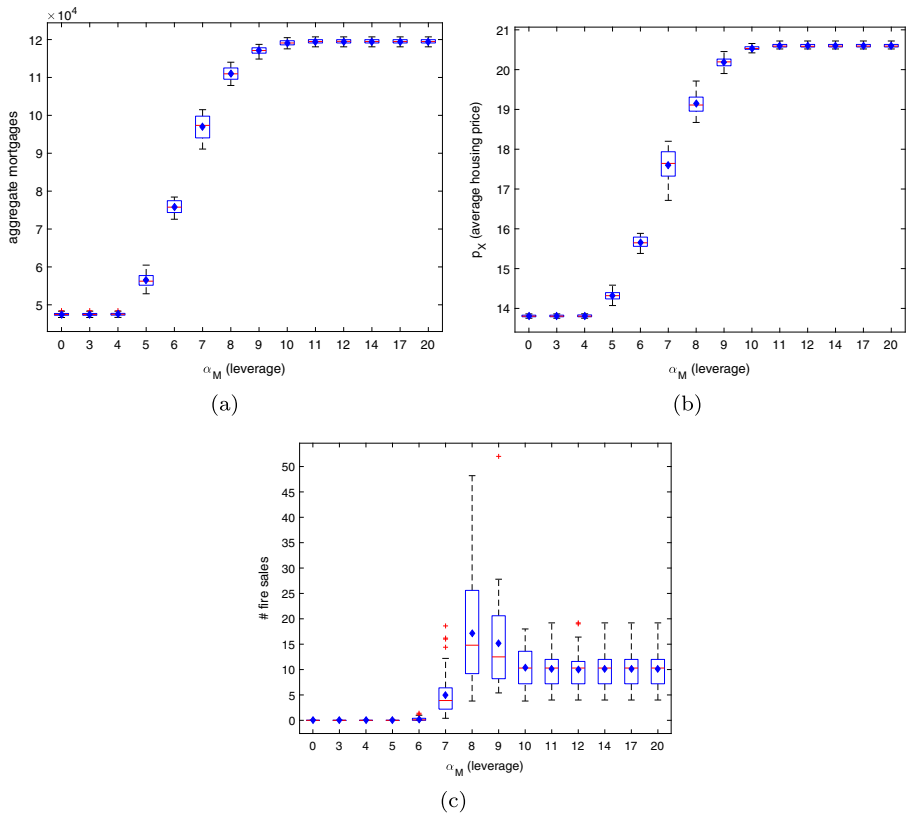 × 10⁴
12
11
10
9
8
7
6
5
aggregate mortgages
0 3 4 5 6 7 8 9 10 11 12 14 17 20
α_M (leverage)
(a)
21
20
19
18
17
16
15
14
p_X (average housing price)
0 3 4 5 6 7 8 9 10 11 12 14 17 20
α_M (leverage)
(b)
50
45
40
35
30
25
20
15
10
5
0
# fire sales
0 3 4 5 6 7 8 9 10 11 12 14 17 20
α_M (leverage)
(c)